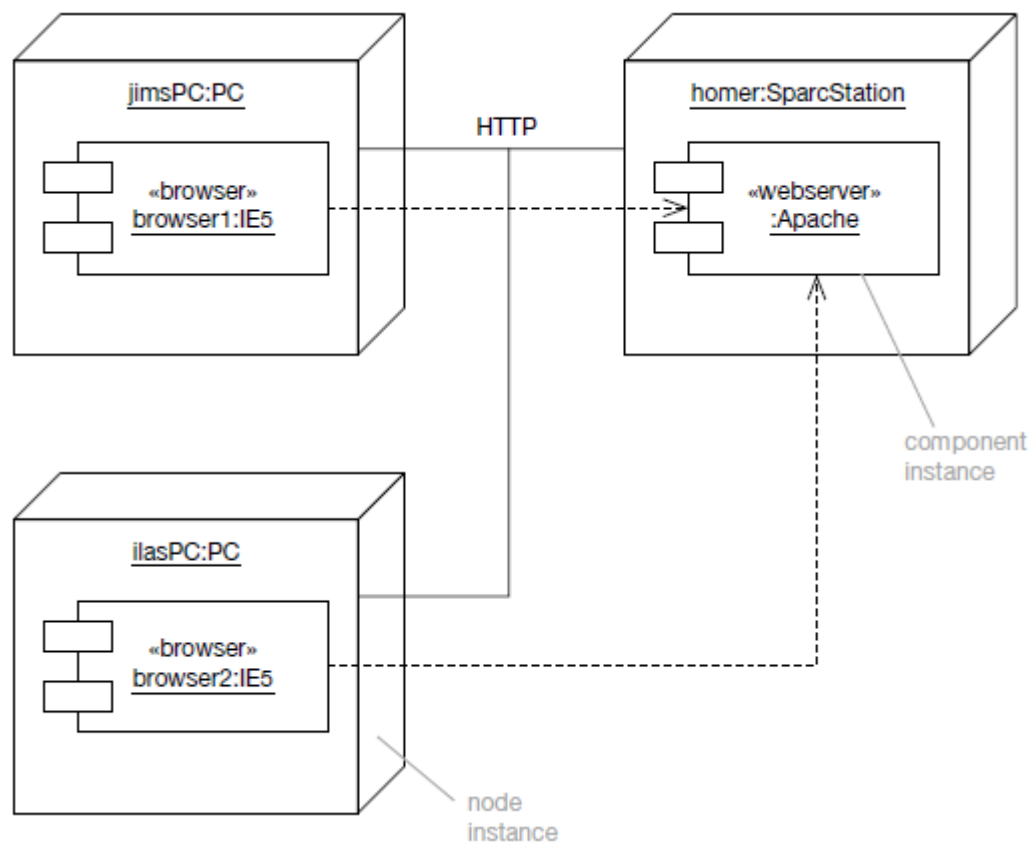 jimsPC:PC
homer:SparcStation
HTTP
«browser»
browser1:IE5
«webserver»
:Apache
component
instance
ilasPC:PC
«browser»
browser2:IE5
node
instance